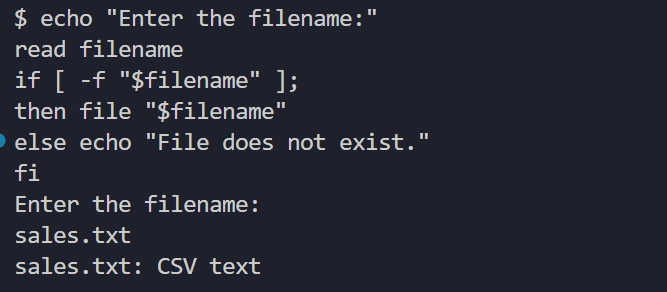 $ echo "Enter the filename:"
read filename
if [ -f "$filename" ];
then file "$filename"
else echo "File does not exist."
fi
Enter the filename:
sales.txt
sales.txt: CSV text